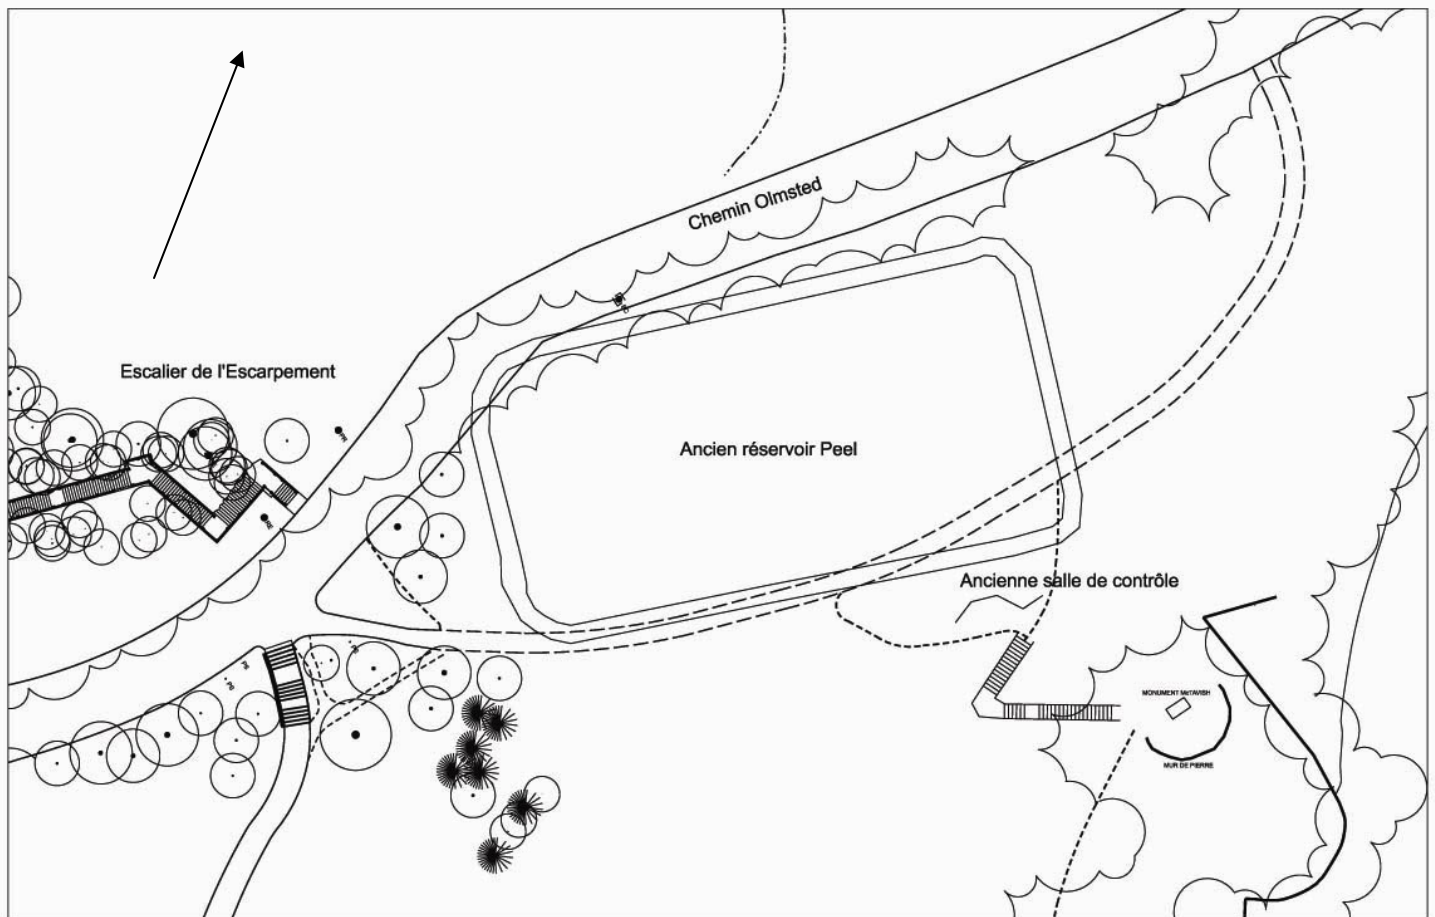 Chemin Olmsted
Escalier de l'Escarpement
Ancien réservoir Peel
Ancienne salle de contrôle
MONUMENT McTAVISH
MUR DE PIERRE